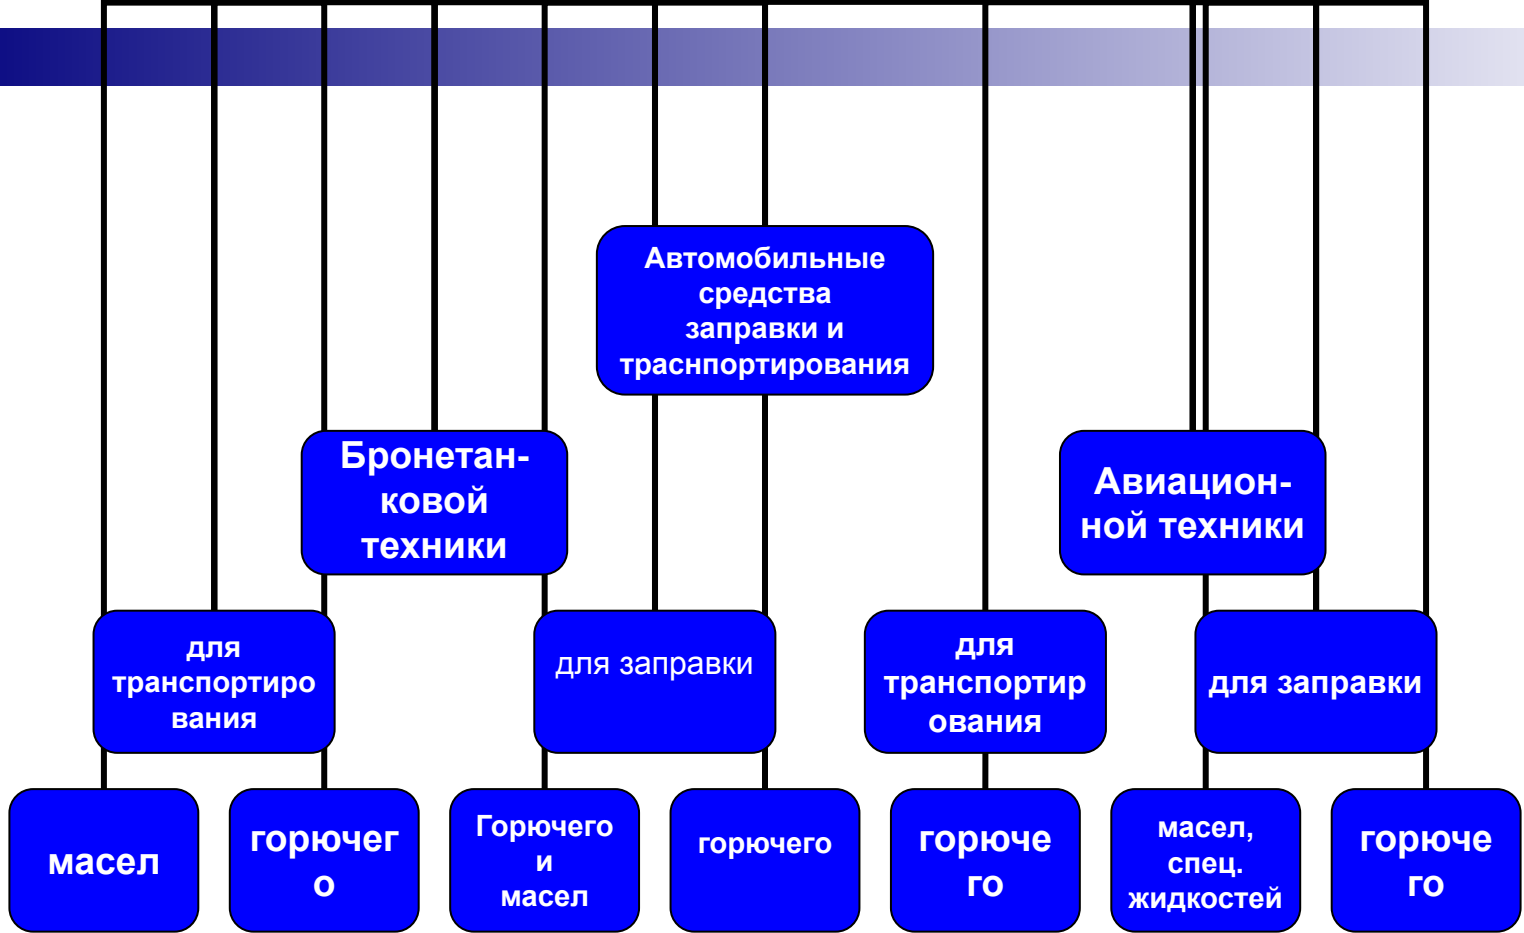 Автомобильные
средства
заправки и
траснпортирования
Бронетан-
ковой
техники
Авиацион-
ной техники
для
транспортиро
вания
для заправки
для
транспортир
ования
для заправки
масел
горючег
о
Горючего
и
масел
горючего
горюче
го
масел,
спец.
жидкостей
горюче
го